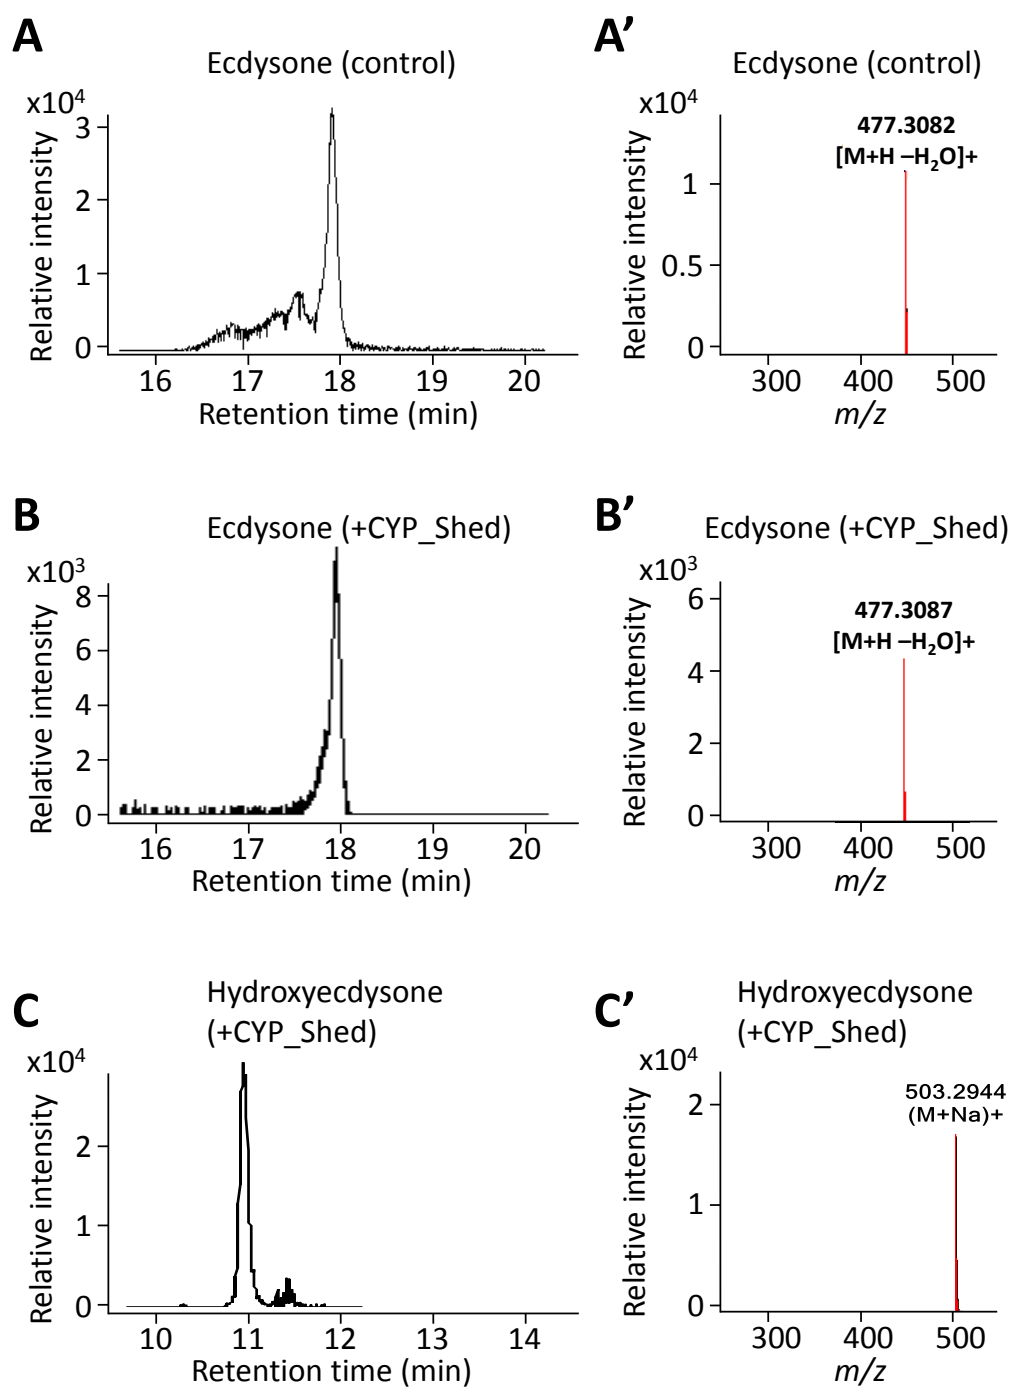 A
Ecdysone (control)
x10⁴
Relative intensity
3
2
1
0
16 17 18 19 20
Retention time (min)
A’
Ecdysone (control)
x10⁴
Relative intensity
477.3082
[M+H –H₂O]+
1
0.5
0
300 400 500
m/z
B
Ecdysone (+CYP_Shed)
x10³
Relative intensity
8
6
4
2
0
16 17 18 19 20
Retention time (min)
B’
Ecdysone (+CYP_Shed)
x10³
Relative intensity
477.3087
[M+H –H₂O]+
6
4
2
0
300 400 500
m/z
C
Hydroxyecdysone
(+CYP_Shed)
x10⁴
Relative intensity
2
1
0
10 11 12 13 14
Retention time (min)
C’
Hydroxyecdysone
(+CYP_Shed)
x10⁴
Relative intensity
503.2944
(M+Na)+
2
1
0
300 400 500
m/z